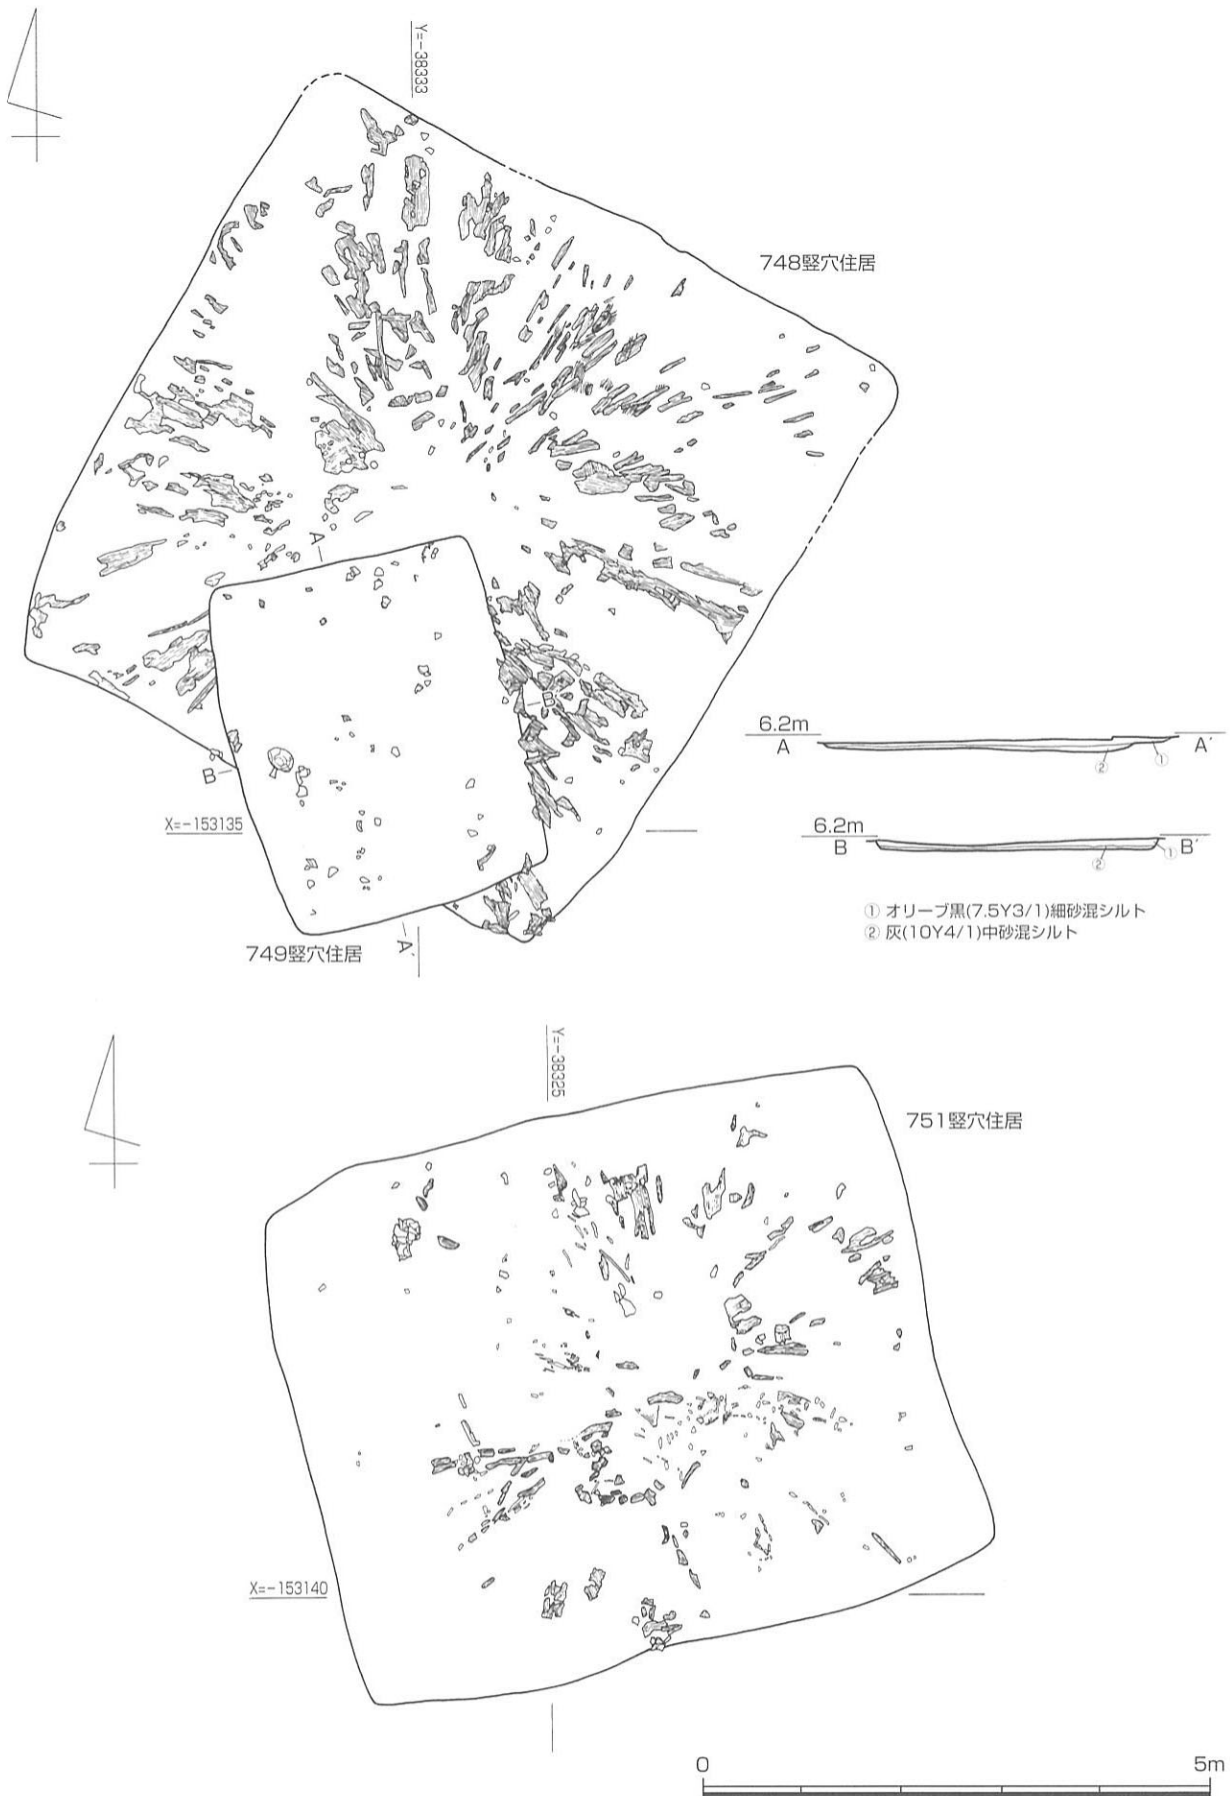 Y=-38333
748竪穴住居
A
B
B
6.2m
A
A´
②
①
X=-153135
6.2m
B
B´
②
①
① オリーブ黒(7.5Y3/1)細砂混シルト
② 灰(10Y4/1)中砂混シルト
749竪穴住居
A´
Y=-38325
751竪穴住居
X=-153140
0
5m